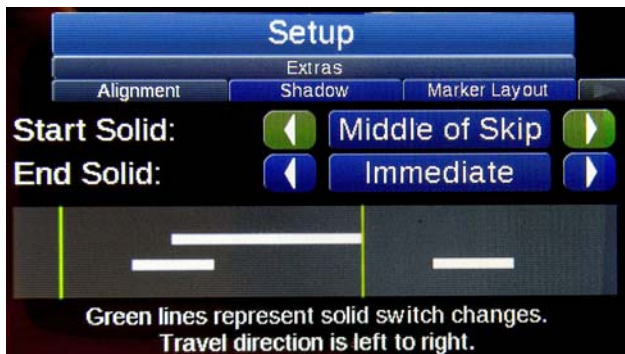 Setup
Extras
Alignment Shadow Marker Layout
Start Solid: Middle of Skip
End Solid: Immediate
Green lines represent solid switch changes.
Travel direction is left to right.